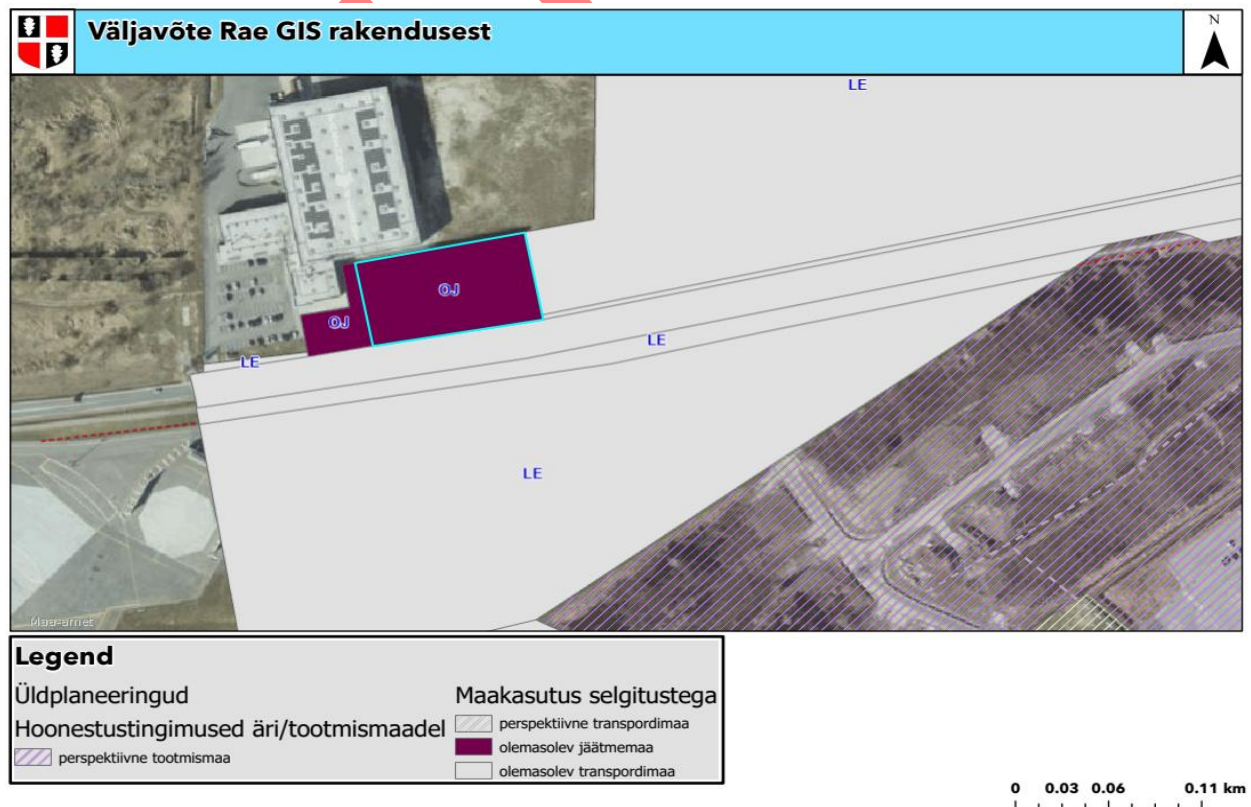 Väljavõte Rae GIS rakendusest
N
LE
OJ
OJ
LE
LE
LE
Maa-amet
Legend
Üldplaneeringud
Hoonestustingimused äri/tootmismaadel
perspektiivne tootmismaa
Maakasutus selgitustega
perspektiivne transpordimaa
olemasolev jäätmemaa
olemasolev transpordimaa
0 0.03 0.06 0.11 km